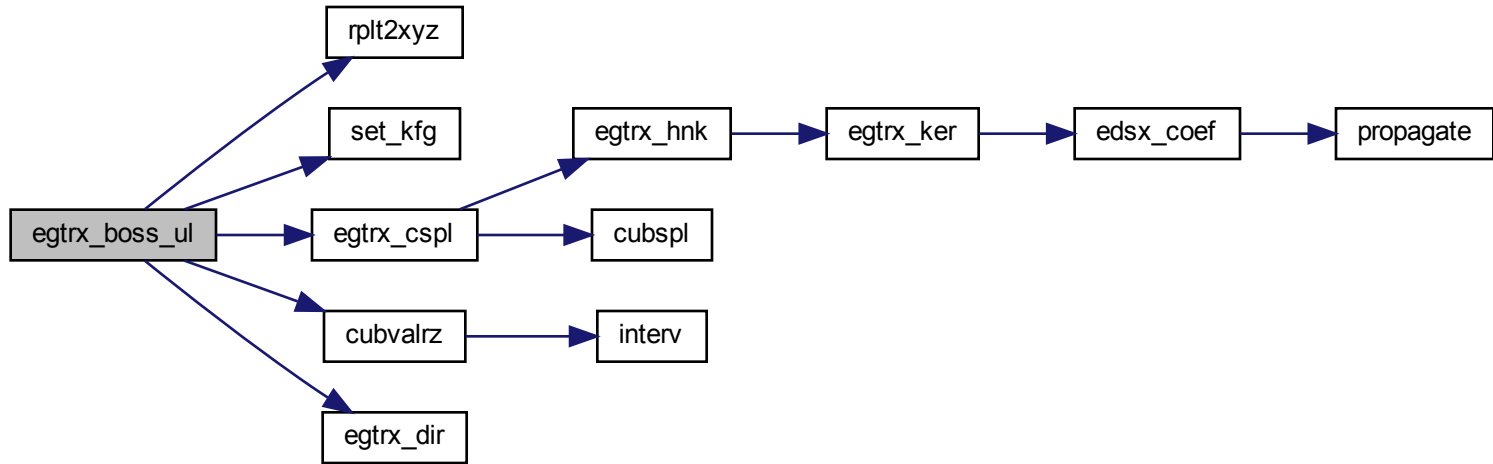 rplt2xyz
set_kfg
egtrx_hnk
egtrx_ker
edsx_coef
propagate
egtrx_boss_ul
egtrx_cspl
cubspl
cubvalrz
interv
egtrx_dir